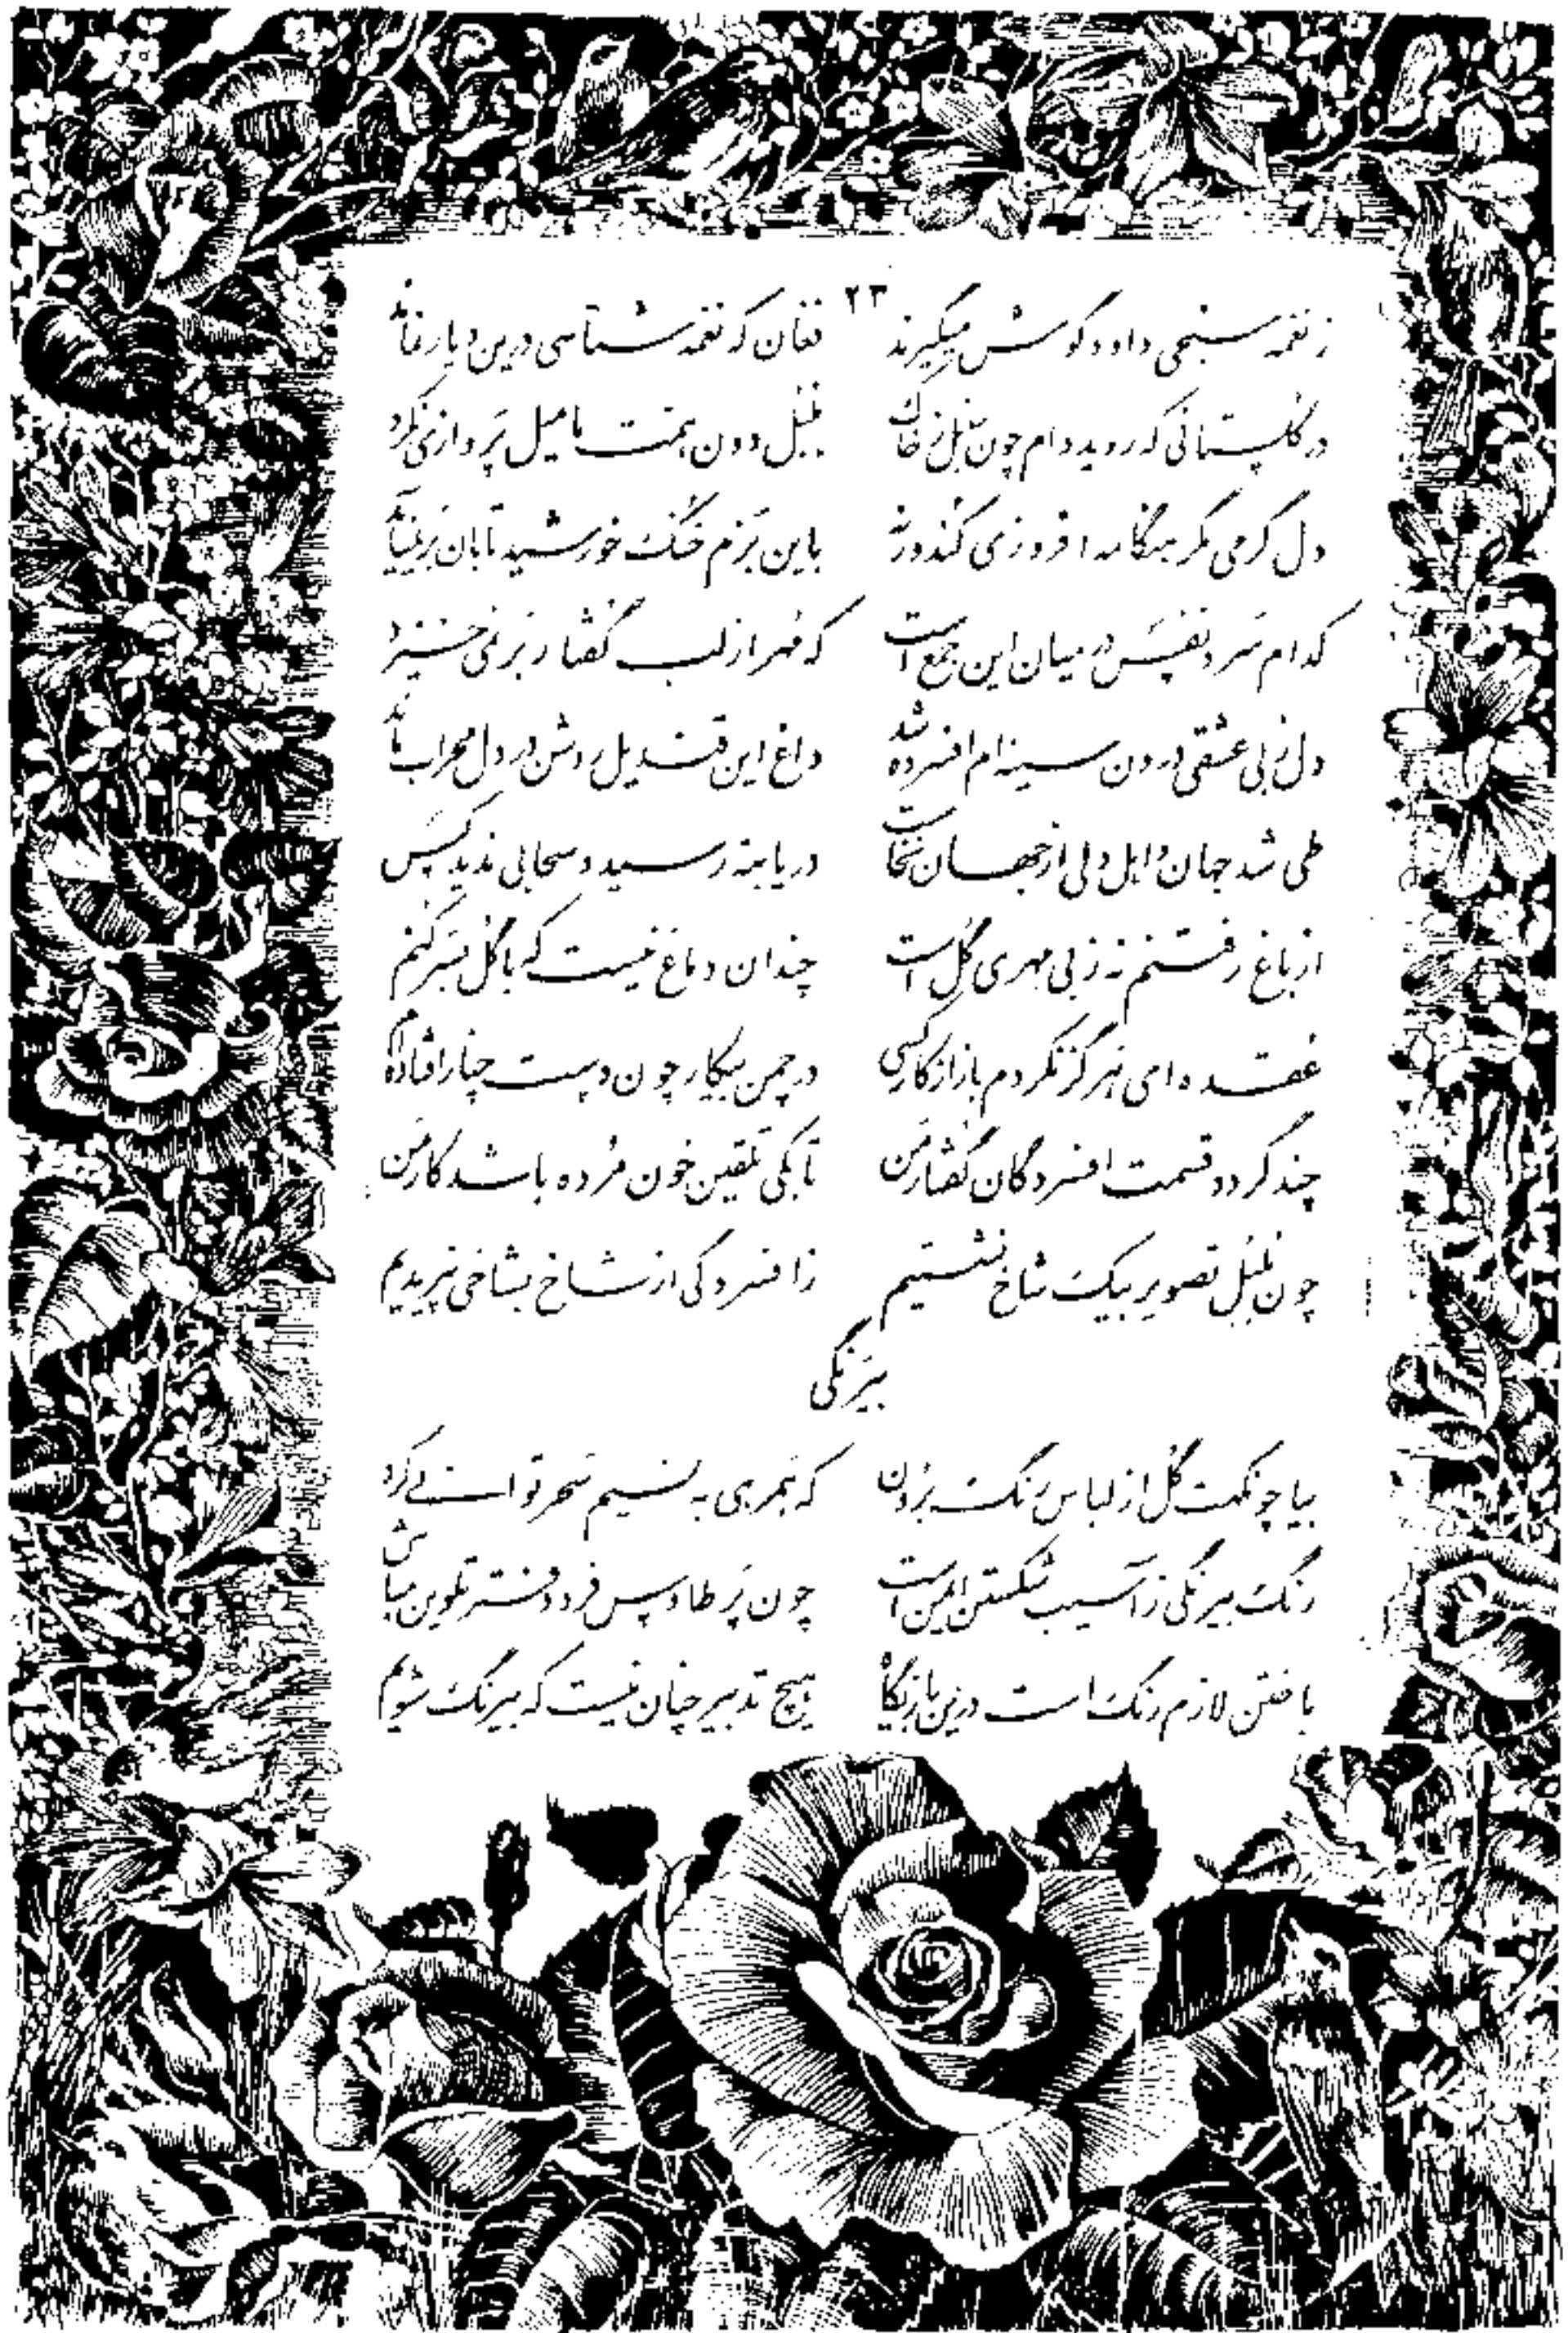 ۲۳
ز نغمه سنجی داود گوش میگیرند فغان که نغمه شناسی درین دیار نماند
در گلستانی که روید دام چون سنبل ز خاک بلبل دون همت ما میل پروازی نکرد
دل گرمی مگر هنگامه افروزی کند ورنه باین بزم خنک خورشید تابان بر نمیآید
کدام سرد نفس در میان این جمع است که مهر از لب گفتار بر نمی خیزد
دل ز بی عشقی درون سینه ام افسرده شد داغ این قندیل روشن در دل محراب ماند
طی شد جهان و اهل دلی از جهان نخاست دریا بته رسید و سحابی ندید کس
از باغ رفتنم نه ز بی مهری گل است چندان دماغ نیست که با گل بسر کنم
عقده ای هرگز نکردم باز از کار کسی در چمن بیکار چون دست چنار افتاده ام
چند گردد قسمت افسردگان گفتار من تا بکی تلقین خون مرده باشد کار من
چون بلبل تصویر بیک شاخ نشستیم ز افسردگی از شاخ بشاخی نپریدیم
بیرنگی
بیا چو نکهت گل از لباس رنگ برون که همرهی به نسیم سحر توانی کرد
رنگ بیرنگی ز آسیب شکستن ایمن است چون پر طاوس فرد دفتر تلوین مباش
باختن لازم رنگ است درین بازیگاه هیچ تدبیر چنان نیست که بیرنگ شویم